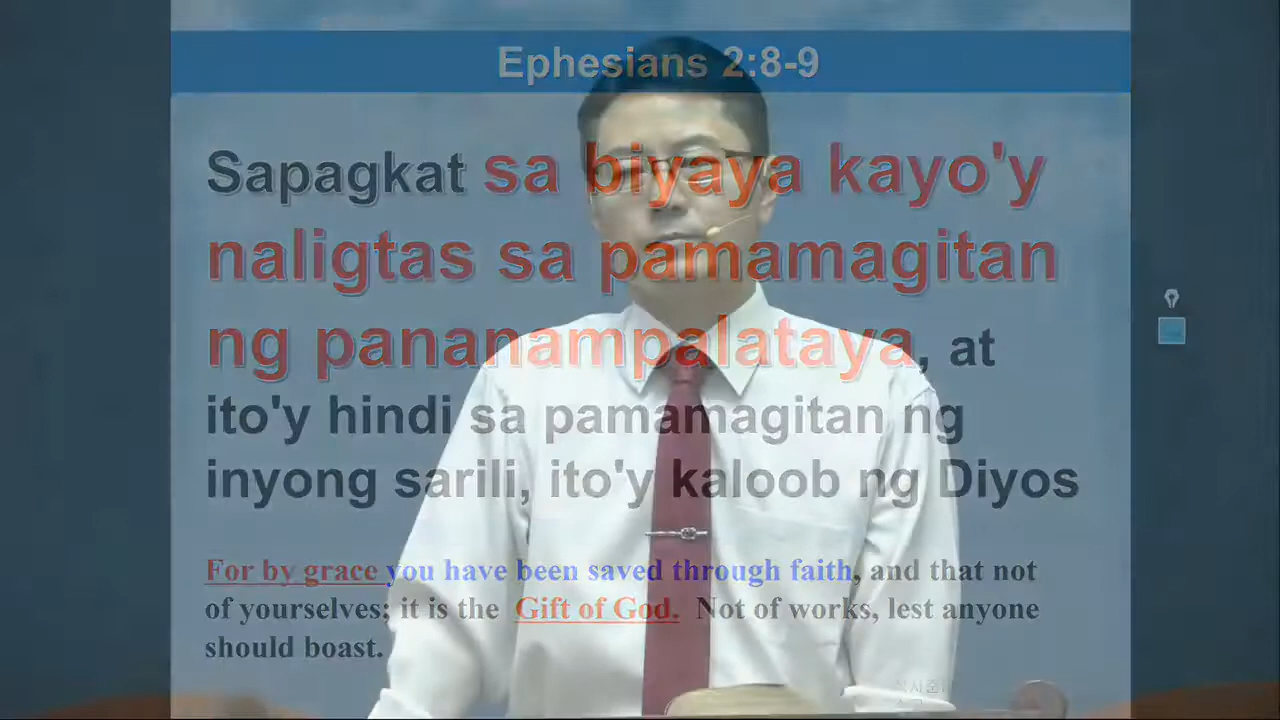 Ephesians 2:8-9
Sapagkat sa biyaya kayo'y
naligtas sa pamamagitan
ng pananampalataya, at
ito'y hindi sa pamamagitan ng
inyong sarili, ito'y kaloob ng Diyos
For by grace you have been saved through faith, and that not
of yourselves; it is the Gift of God. Not of works, lest anyone
should boast.